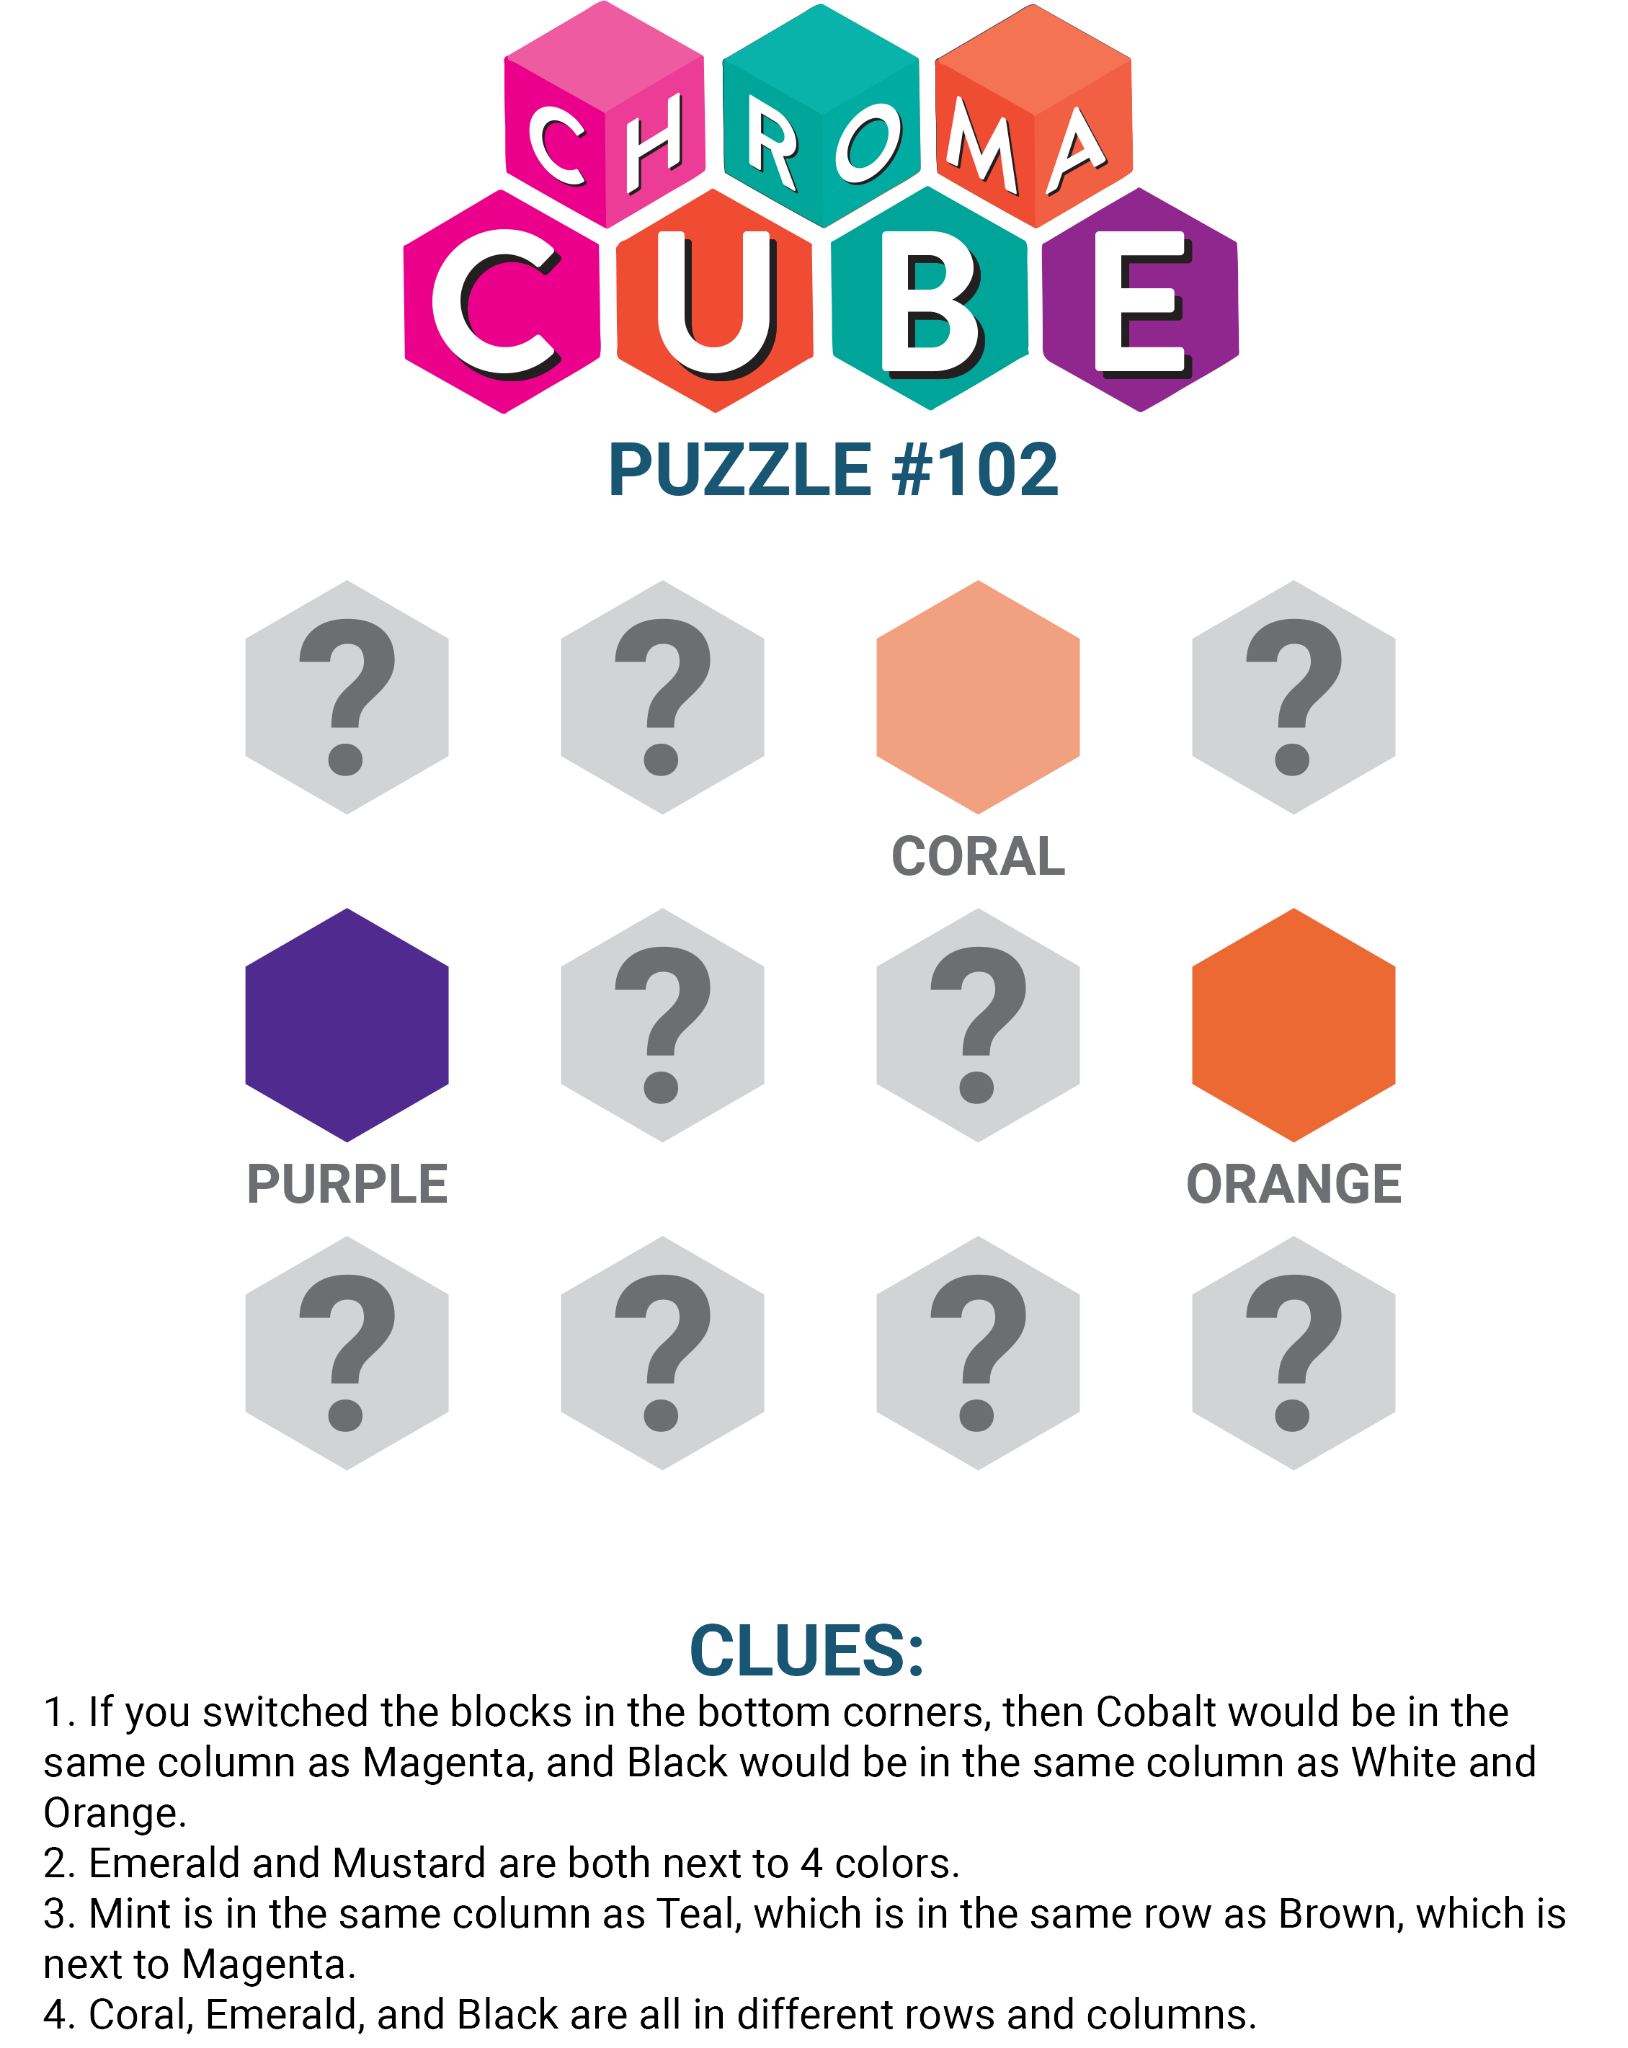 CHROMA
CUBE
PUZZLE #102
? ? ?
CORAL
? ?
PURPLE ORANGE
? ? ? ?
CLUES:
1. If you switched the blocks in the bottom corners, then Cobalt would be in the
same column as Magenta, and Black would be in the same column as White and
Orange.
2. Emerald and Mustard are both next to 4 colors.
3. Mint is in the same column as Teal, which is in the same row as Brown, which is
next to Magenta.
4. Coral, Emerald, and Black are all in different rows and columns.